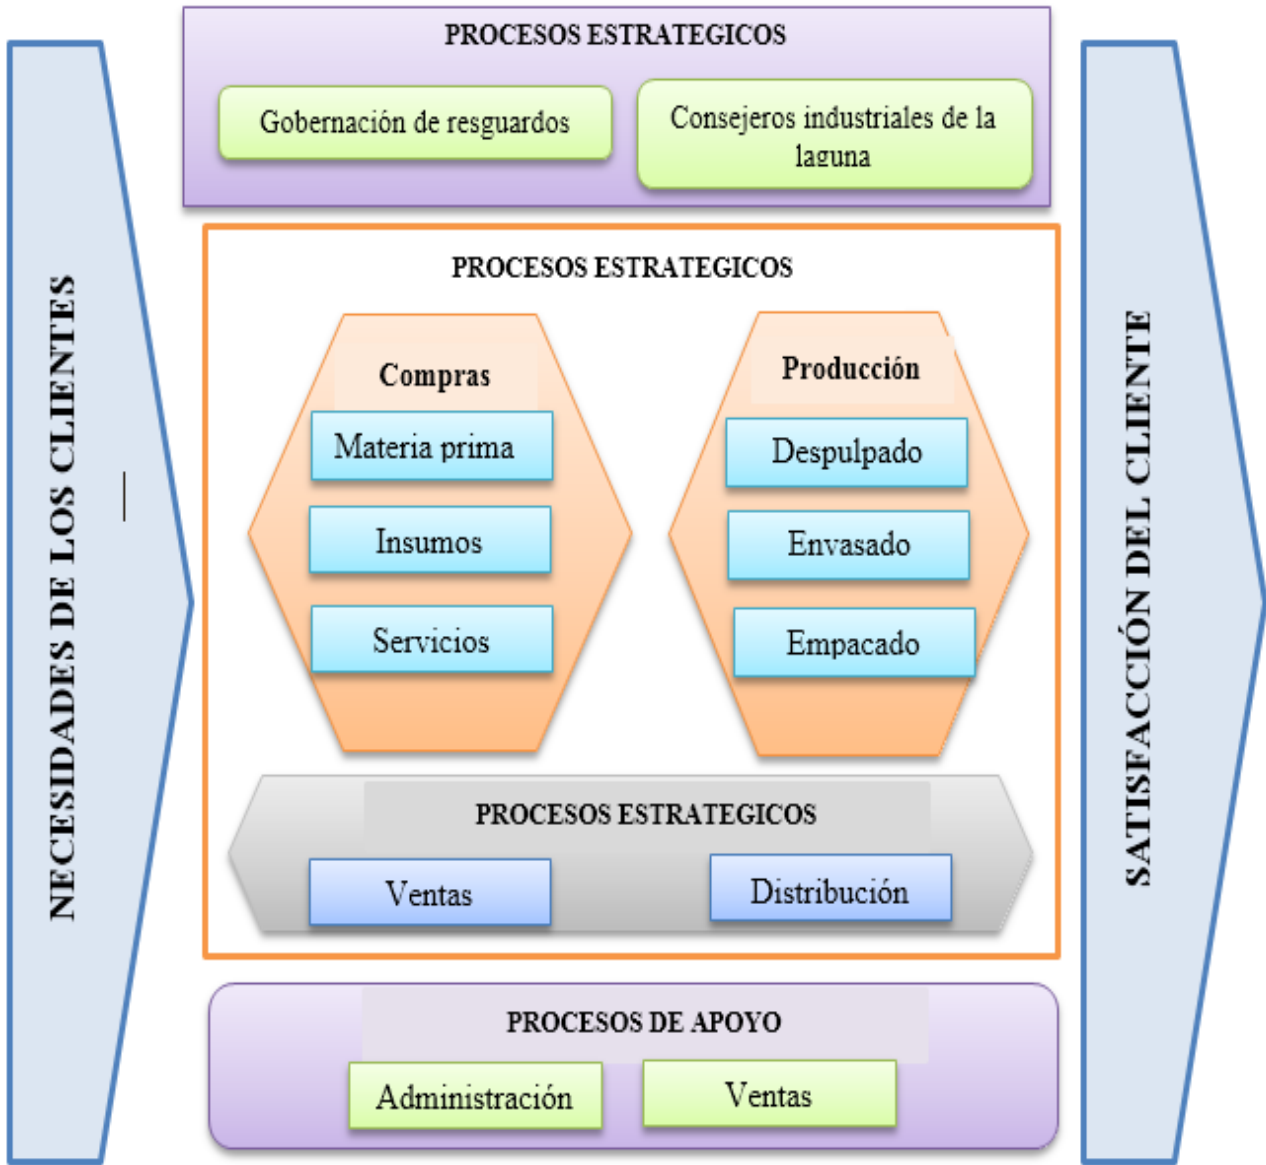 PROCESOS ESTRATEGICOS
Gobernación de resguardos
Consejeros industriales de la
laguna
NECESIDADES DE LOS CLIENTES
PROCESOS ESTRATEGICOS
Compras
Materia prima
Insumos
Servicios
Producción
Despulpado
Envasado
Empacado
PROCESOS ESTRATEGICOS
Ventas
Distribución
PROCESOS DE APOYO
Administración
Ventas
SATISFACCIÓN DEL CLIENTE